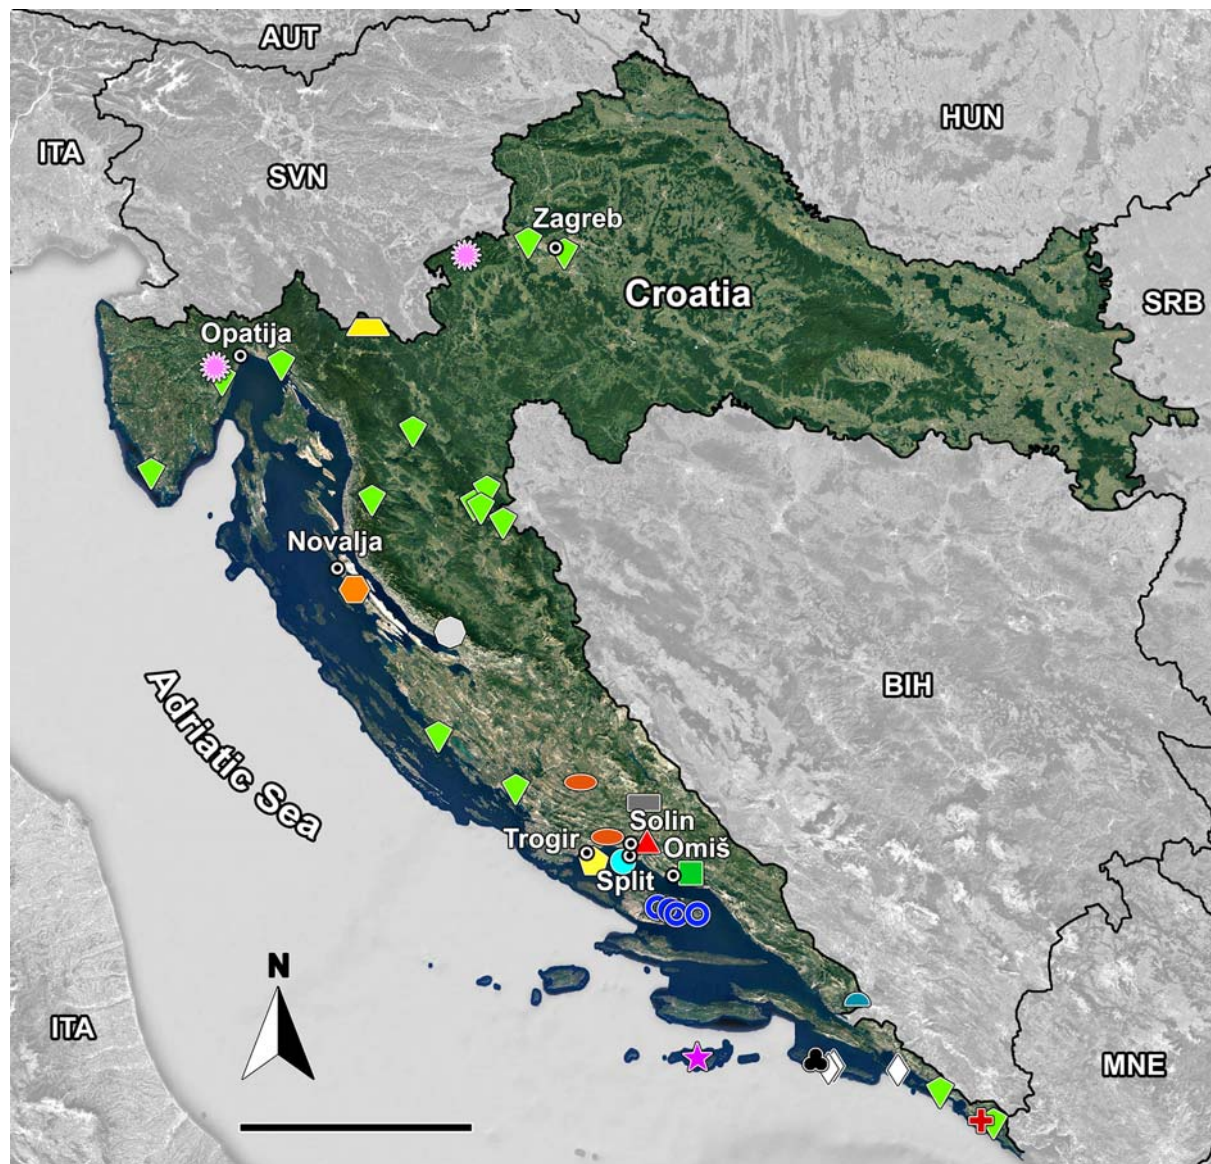 AUT
HUN
ITA
SVN
Zagreb
Croatia
SRB
Opatija
Novalja
BIH
Adriatic Sea
Solin
Trogir
Omiš
Split
N
ITA
MNE